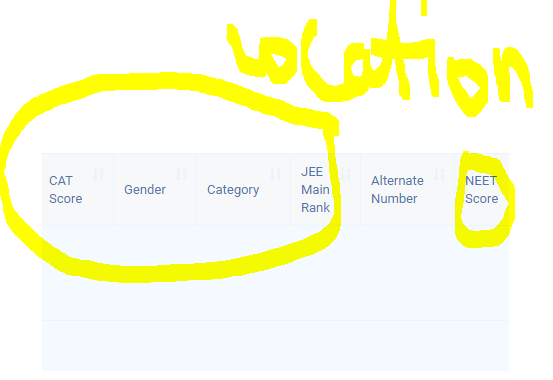 location
CAT Score
Gender
Category
JEE Main Rank
Alternate Number
NEET Score